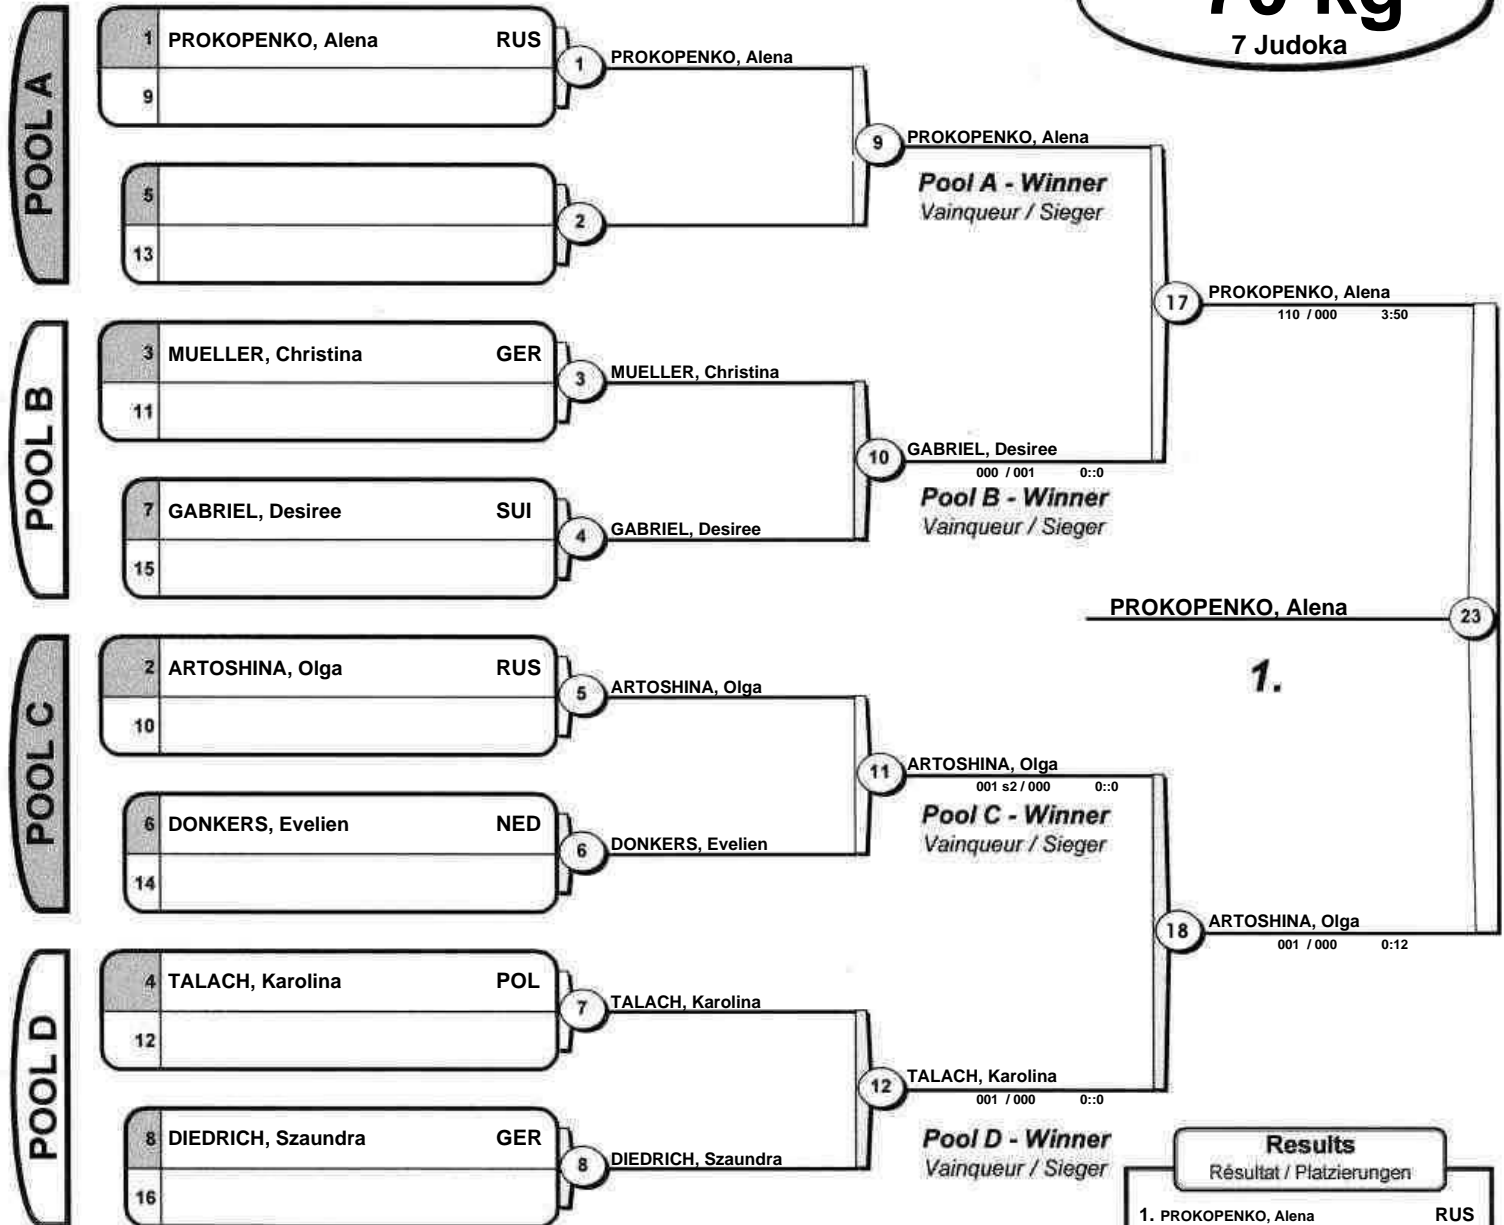 70 kg
7 Judoka
POOL A
1 PROKOPENKO, Alena RUS
9
1
PROKOPENKO, Alena
5
13
2
9
PROKOPENKO, Alena
Pool A - Winner
Vainqueur / Sieger
17
PROKOPENKO, Alena
110 / 000 3:50
POOL B
3 MUELLER, Christina GER
11
3
MUELLER, Christina
7 GABRIEL, Desiree SUI
15
4
GABRIEL, Desiree
10
GABRIEL, Desiree
000 / 001 0::0
Pool B - Winner
Vainqueur / Sieger
PROKOPENKO, Alena
23
1.
POOL C
2 ARTOSHINA, Olga RUS
10
5
ARTOSHINA, Olga
6 DONKERS, Evelien NED
14
6
DONKERS, Evelien
11
ARTOSHINA, Olga
001 s2 / 000 0::0
Pool C - Winner
Vainqueur / Sieger
18
ARTOSHINA, Olga
001 / 000 0:12
POOL D
4 TALACH, Karolina POL
12
7
TALACH, Karolina
8 DIEDRICH, Szaundra GER
16
8
DIEDRICH, Szaundra
12
TALACH, Karolina
001 / 000 0::0
Pool D - Winner
Vainqueur / Sieger
Results
Résultat / Platzierungen
1. PROKOPENKO, Alena RUS